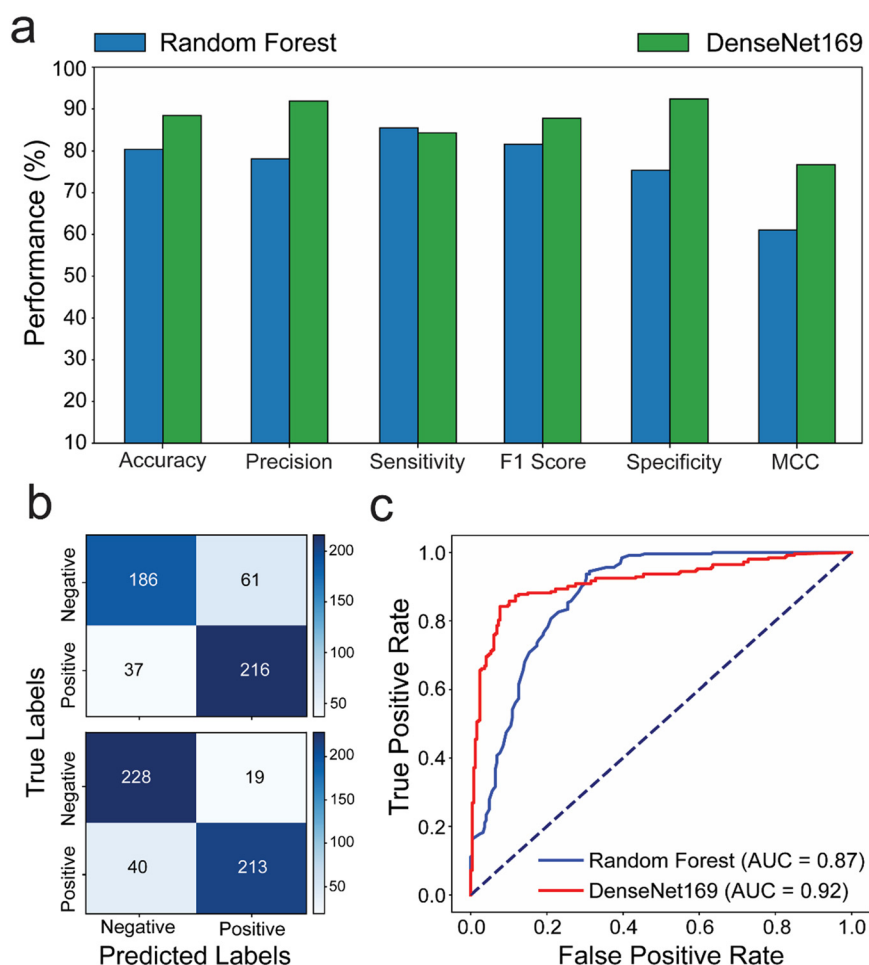 a
Random Forest
DenseNet169
Performance (%)
100
90
80
70
60
50
40
30
20
10
Accuracy Precision Sensitivity F1 Score Specificity MCC
b
True Labels
Negative
Positive
186 61
37 216
200
150
100
50
Negative
Positive
228 19
40 213
200
150
100
50
Negative Positive
Predicted Labels
c
True Positive Rate
1.0
0.8
0.6
0.4
0.2
0.0
Random Forest (AUC = 0.87)
DenseNet169 (AUC = 0.92)
0.0 0.2 0.4 0.6 0.8 1.0
False Positive Rate